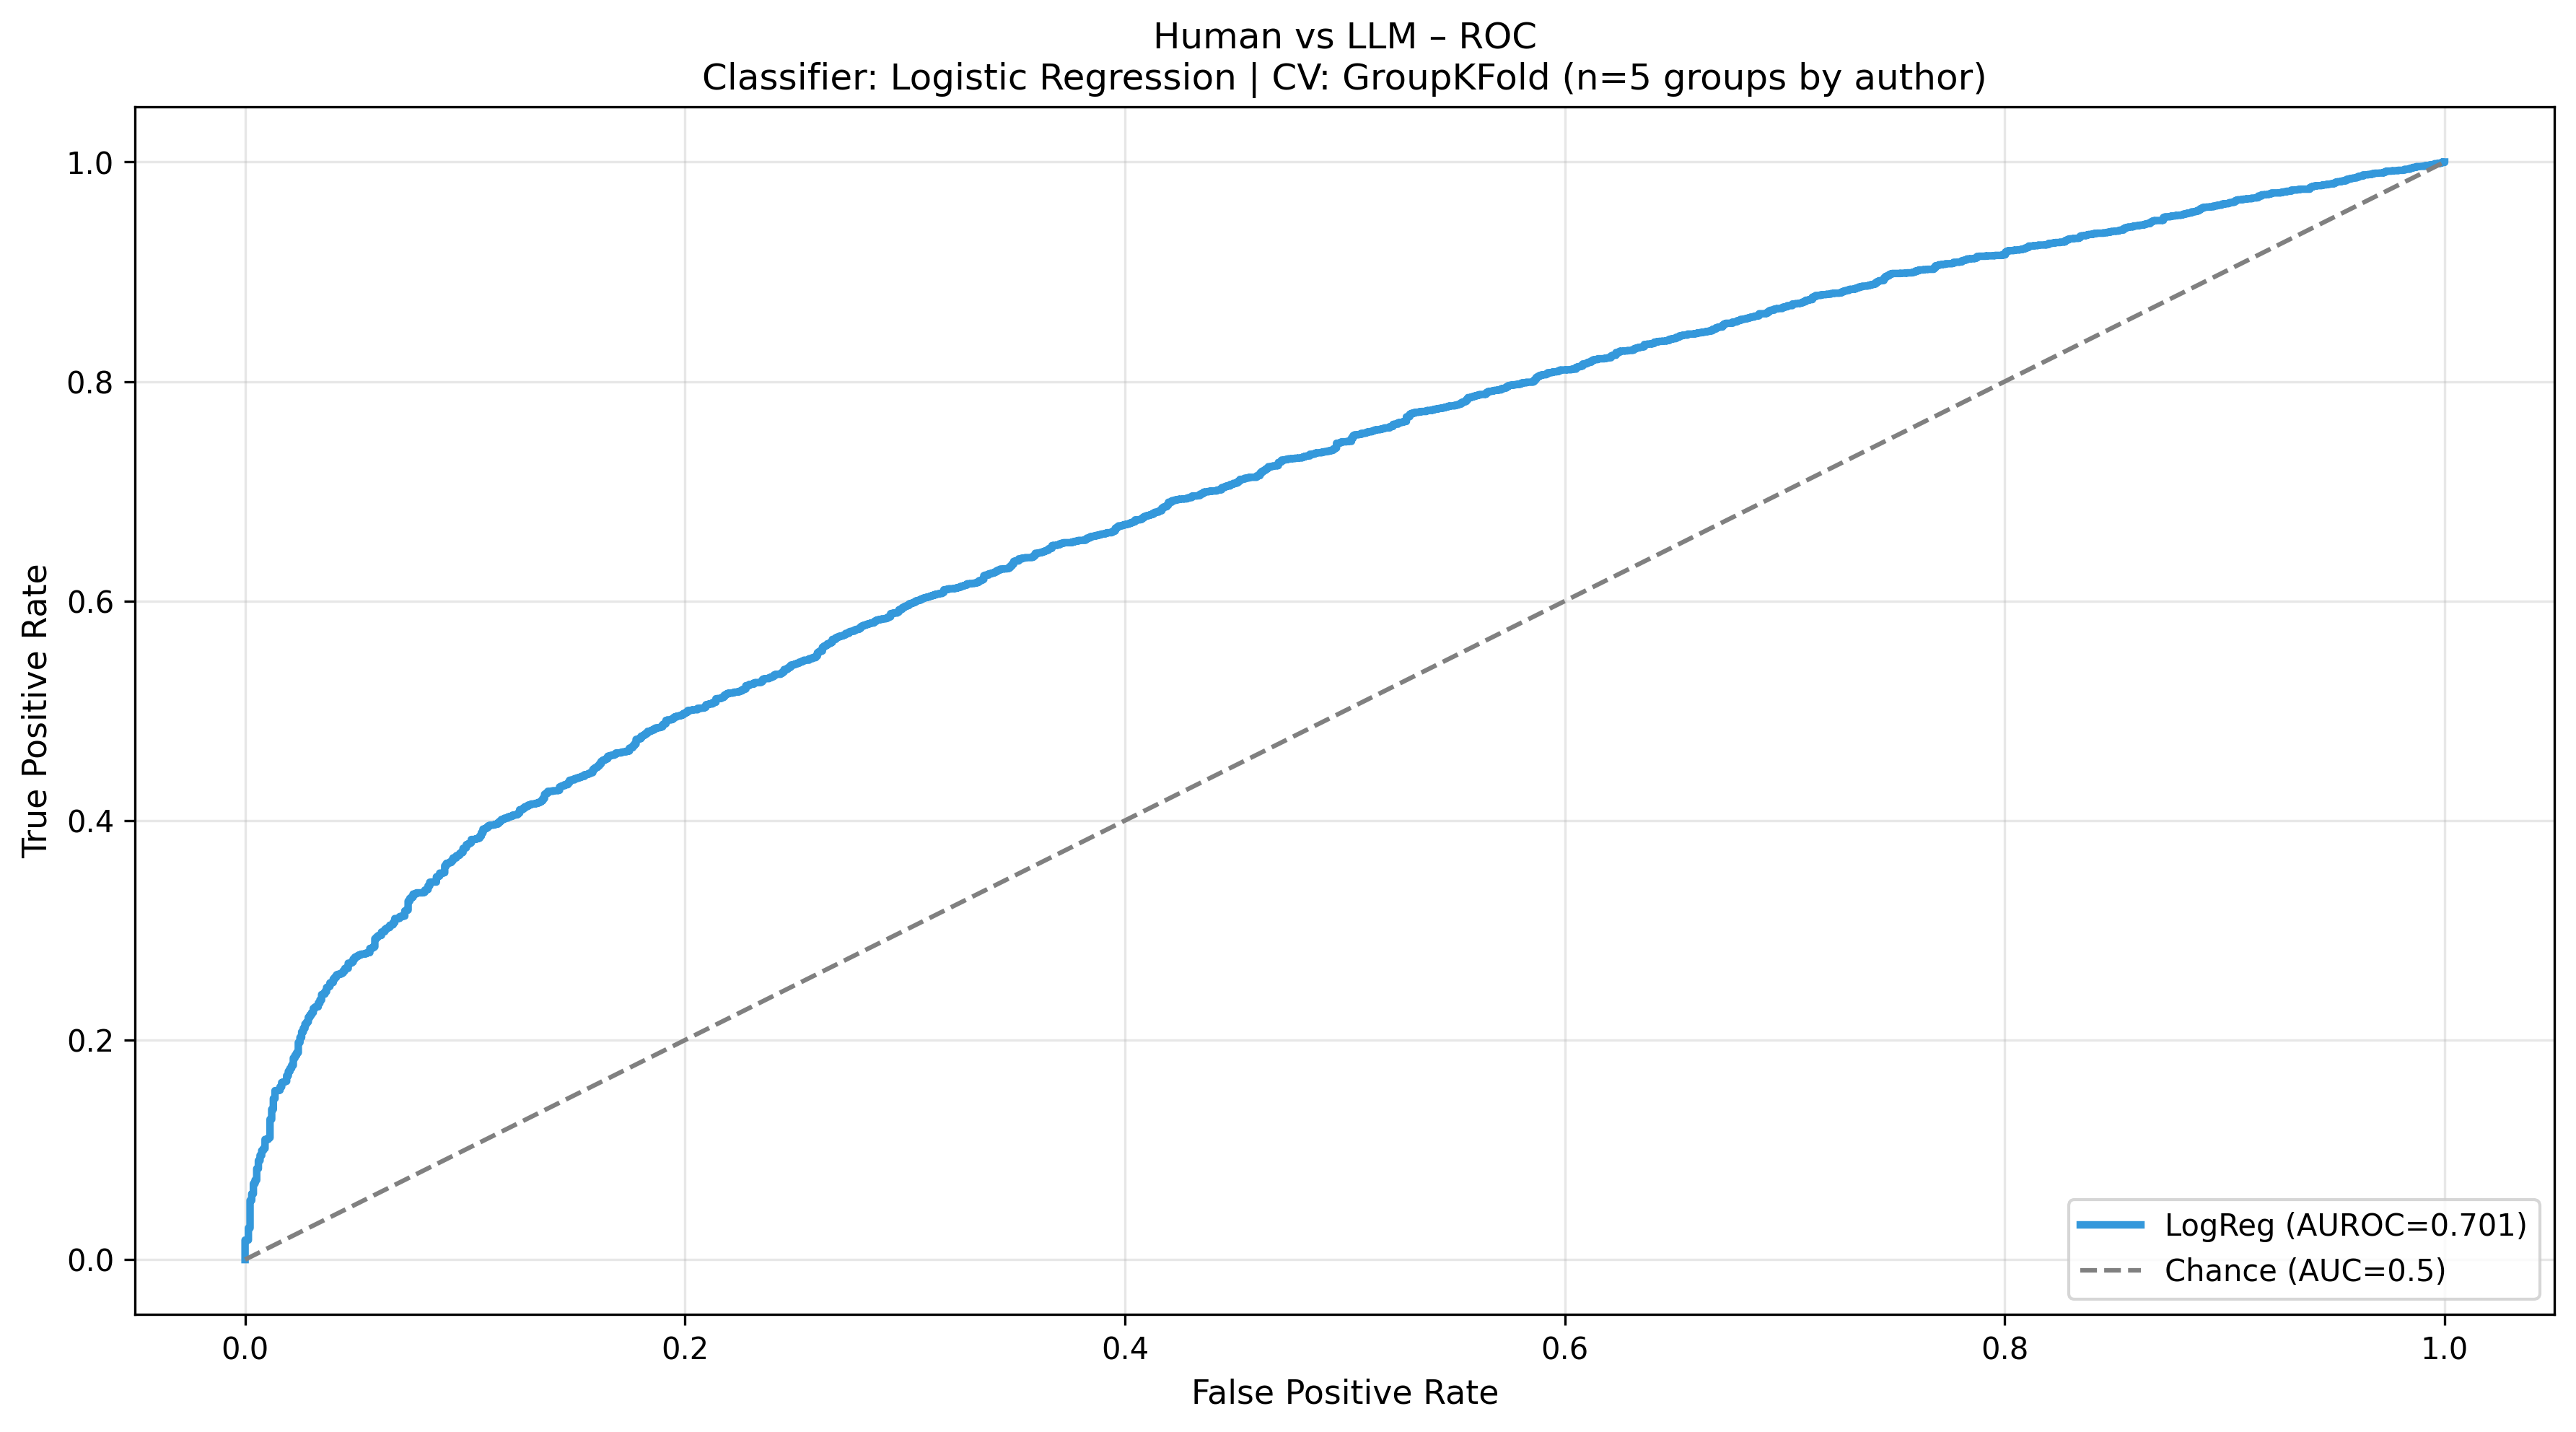 Human vs LLM – ROC
Classifier: Logistic Regression | CV: GroupKFold (n=5 groups by author)
True Positive Rate
1.0
0.8
0.6
0.4
0.2
0.0
LogReg (AUROC=0.701)
Chance (AUC=0.5)
0.0 0.2 0.4 0.6 0.8 1.0
False Positive Rate